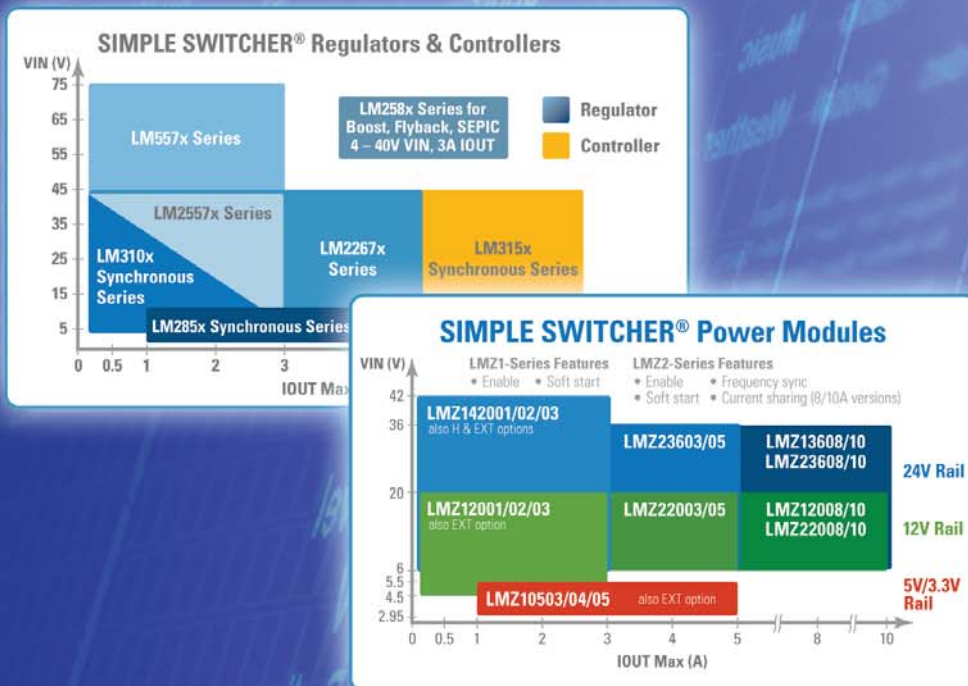 SIMPLE SWITCHER® Regulators & Controllers
VIN (V)
75
65
55
45
35
25
15
5
LM557x Series
LM258x Series for
Boost, Flyback, SEPIC
4 – 40V VIN, 3A IOUT
Regulator
Controller
LM2557x Series
LM310x
Synchronous
Series
LM2267x
Series
LM315x
Synchronous Series
LM285x Synchronous Series
0 0.5 1 2 3
IOUT Max
SIMPLE SWITCHER® Power Modules
VIN (V)
LMZ1-Series Features
• Enable • Soft start
LMZ2-Series Features
• Enable • Frequency sync
• Soft start • Current sharing (8/10A versions)
42
36
20
6
5.5
4.5
2.95
LMZ142001/02/03
also H & EXT options
LMZ23603/05
LMZ13608/10
LMZ23608/10
24V Rail
LMZ12001/02/03
also EXT option
LMZ22003/05
LMZ12008/10
LMZ22008/10
12V Rail
LMZ10503/04/05 also EXT option
5V/3.3V
Rail
0 0.5 1 2 3 4 5 8 10
IOUT Max (A)